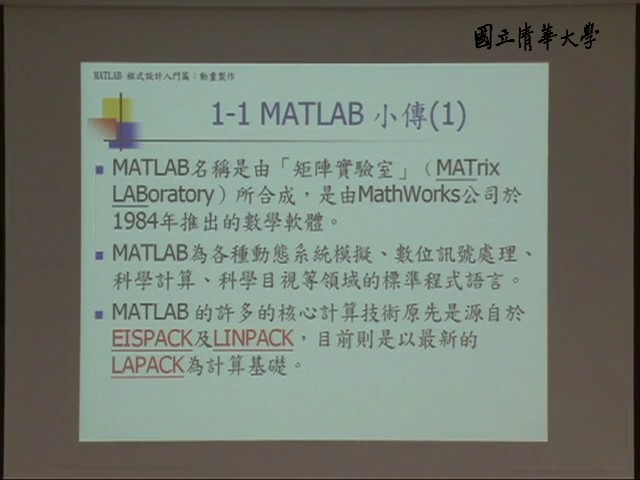 國立清華大學
MATLAB 程式設計入門篇：動畫製作
1-1 MATLAB 小傳(1)
MATLAB名稱是由「矩陣實驗室」（MATrix
LABoratory）所合成，是由MathWorks公司於
1984年推出的數學軟體。
MATLAB為各種動態系統模擬、數位訊號處理、
科學計算、科學目視等領域的標準程式語言。
MATLAB 的許多的核心計算技術原先是源自於
EISPACK及LINPACK，目前則是以最新的
LAPACK為計算基礎。